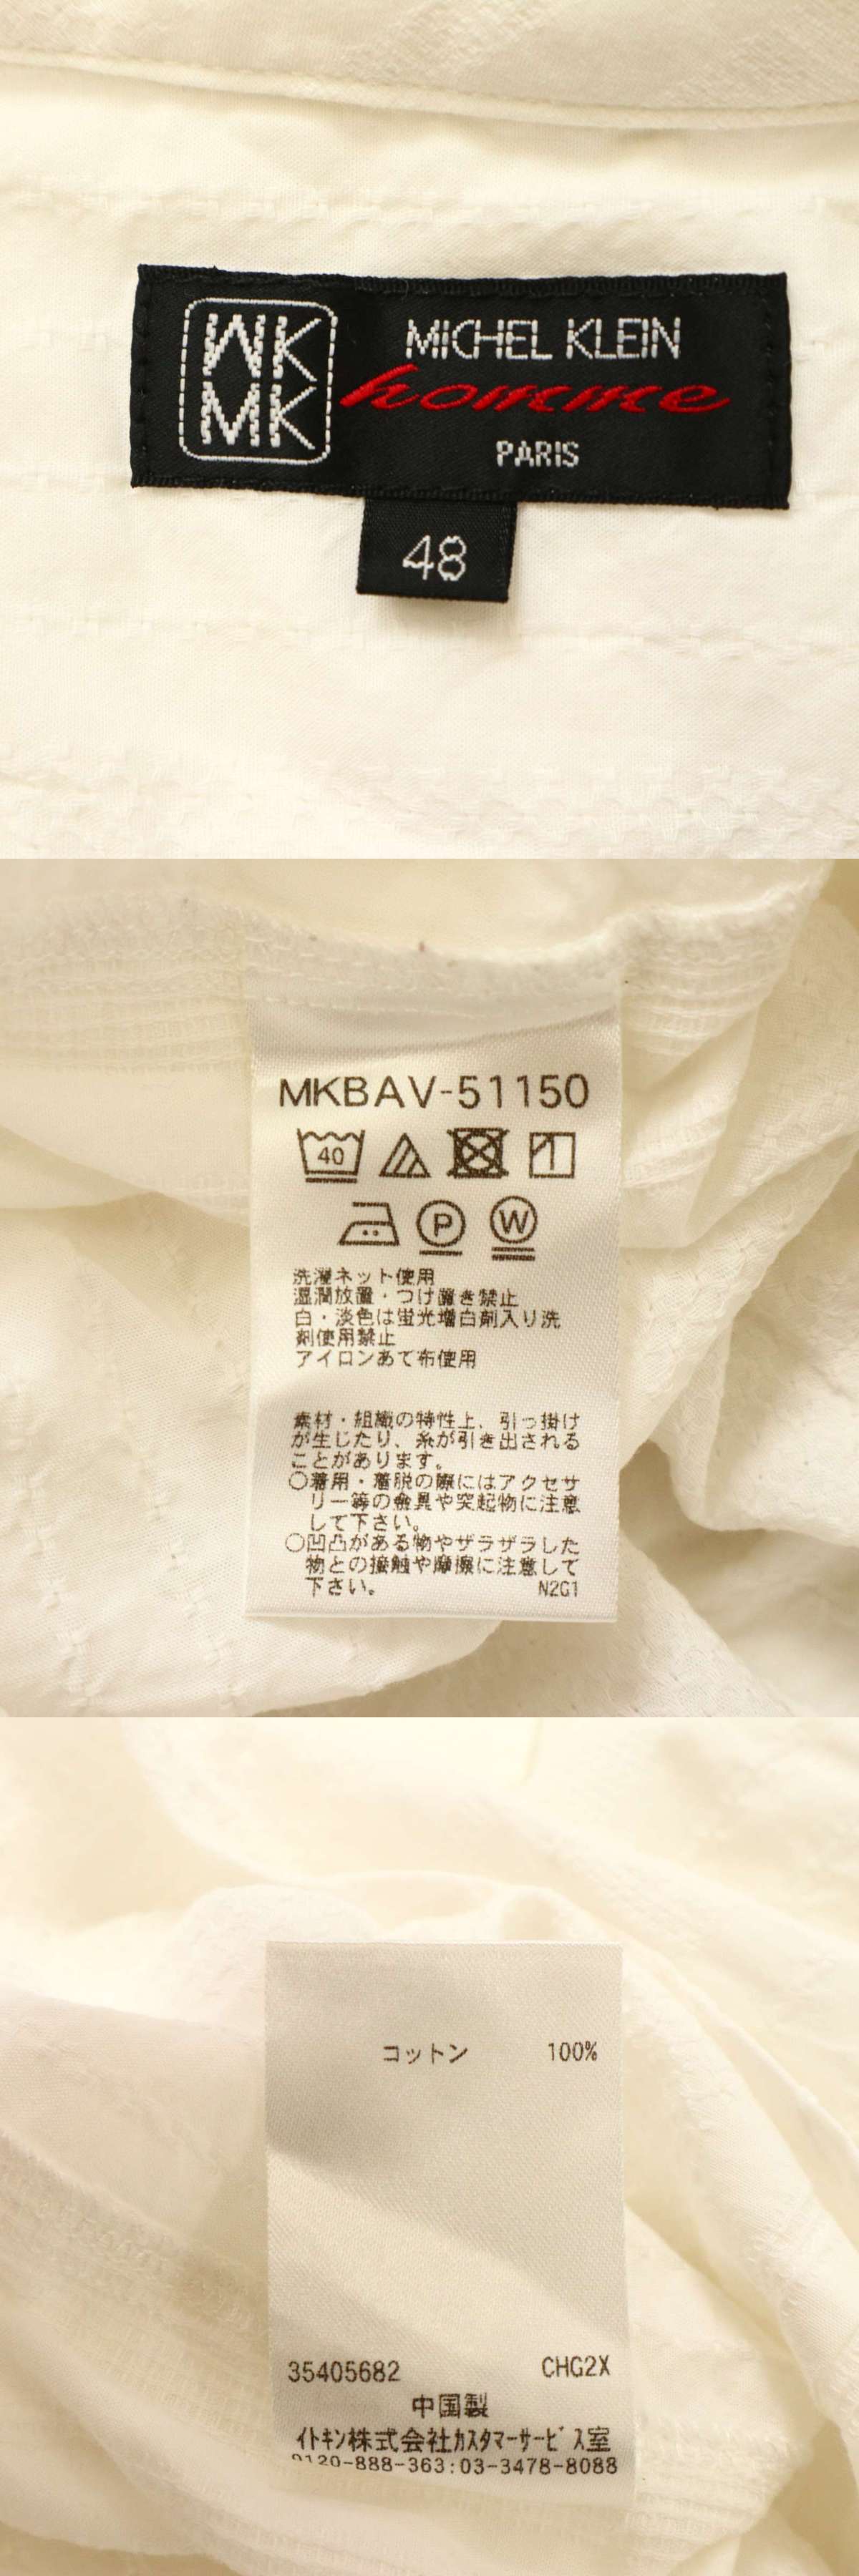 MK
MK
MICHEL KLEIN
homme
PARIS
48
MKBAV-51150
40
P
W
洗濯ネット使用
湿潤放置・つけ置き禁止
白・淡色は蛍光増白剤入り洗
剤使用禁止
アイロンあて布使用
素材・組織の特性上、引っ掛け
が生じたり、糸が引き出される
ことがあります。
○着用・着脱の際にはアクセサ
リー等の金具や突起物に注意
して下さい。
○凹凸がある物やザラザラした
物との接触や摩擦に注意して
下さい。 N2G1
コットン 100%
35405682 CHG2X
中国製
イトキン株式会社カスタマーサービス室
0120-888-363:03-3478-8088